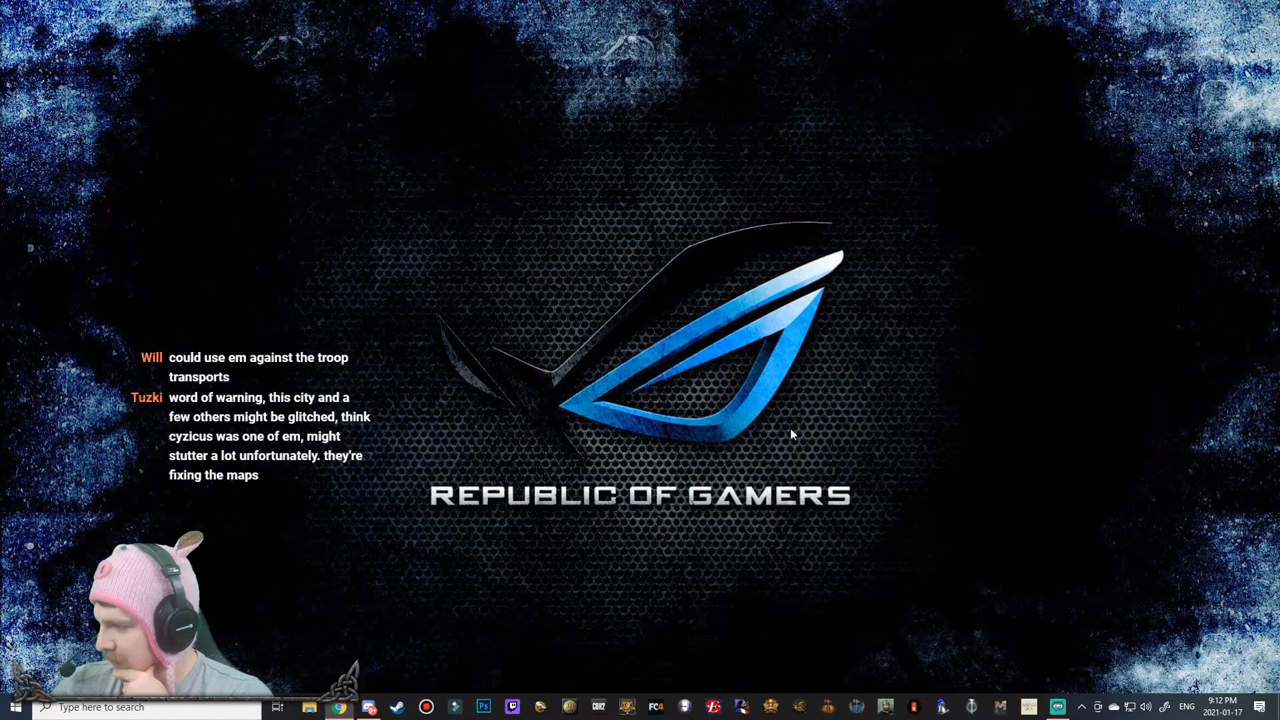 Will could use em against the troop
transports
Tuzki word of warning, this city and a
few others might be glitched, think
cyzicus was one of em, might
stutter a lot unfortunately. they're
fixing the maps
REPUBLIC OF GAMERS
Type here to search
Ps
FC4
ENG
9:12 PM
2021-01-17